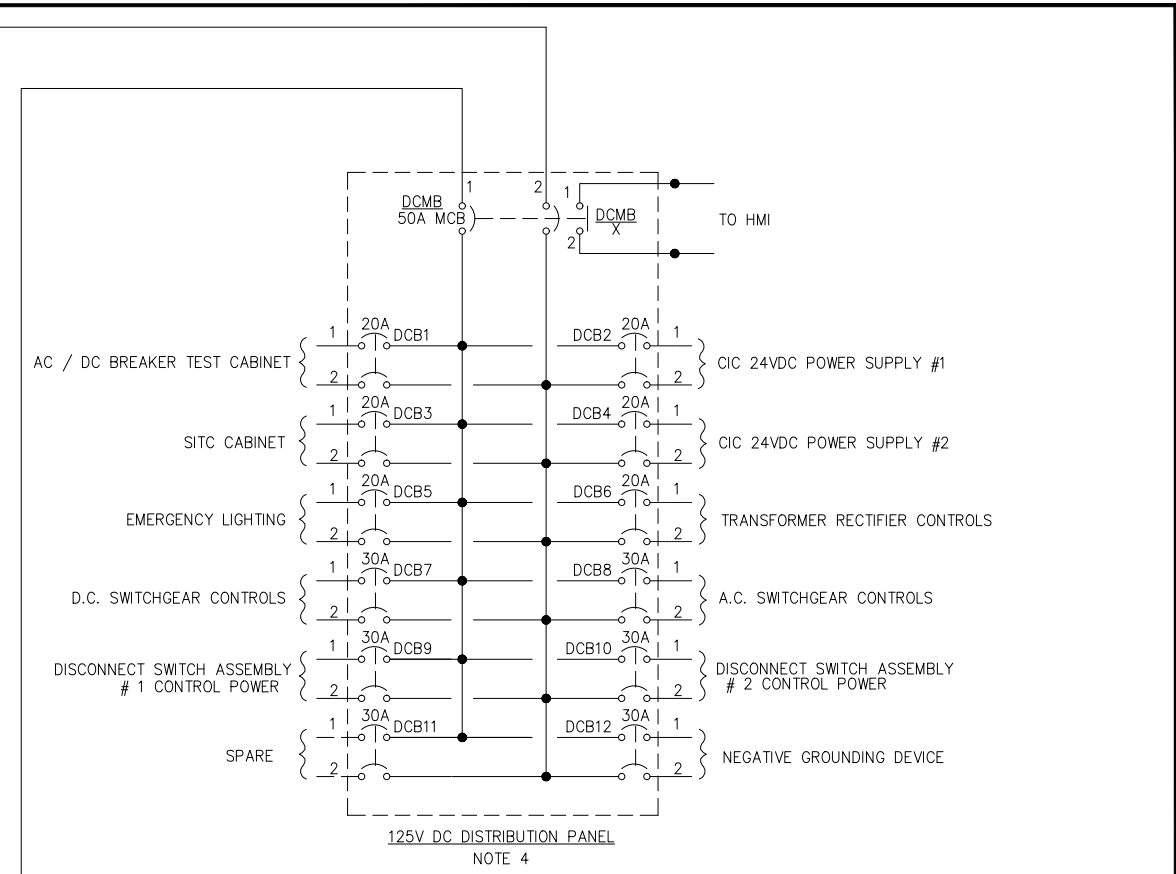 1
2
1
DCMB
50A MCB
DCMB
X
2
TO HMI
AC / DC BREAKER TEST CABINET
1
2
20A
DCB1
DCB2
20A
1
2
CIC 24VDC POWER SUPPLY #1
SITC CABINET
1
2
20A
DCB3
DCB4
20A
1
2
CIC 24VDC POWER SUPPLY #2
EMERGENCY LIGHTING
1
2
20A
DCB5
DCB6
20A
1
2
TRANSFORMER RECTIFIER CONTROLS
D.C. SWITCHGEAR CONTROLS
1
2
30A
DCB7
DCB8
30A
1
2
A.C. SWITCHGEAR CONTROLS
DISCONNECT SWITCH ASSEMBLY
# 1 CONTROL POWER
1
2
30A
DCB9
DCB10
30A
1
2
DISCONNECT SWITCH ASSEMBLY
# 2 CONTROL POWER
SPARE
1
2
30A
DCB11
DCB12
30A
1
2
NEGATIVE GROUNDING DEVICE
125V DC DISTRIBUTION PANEL
NOTE 4